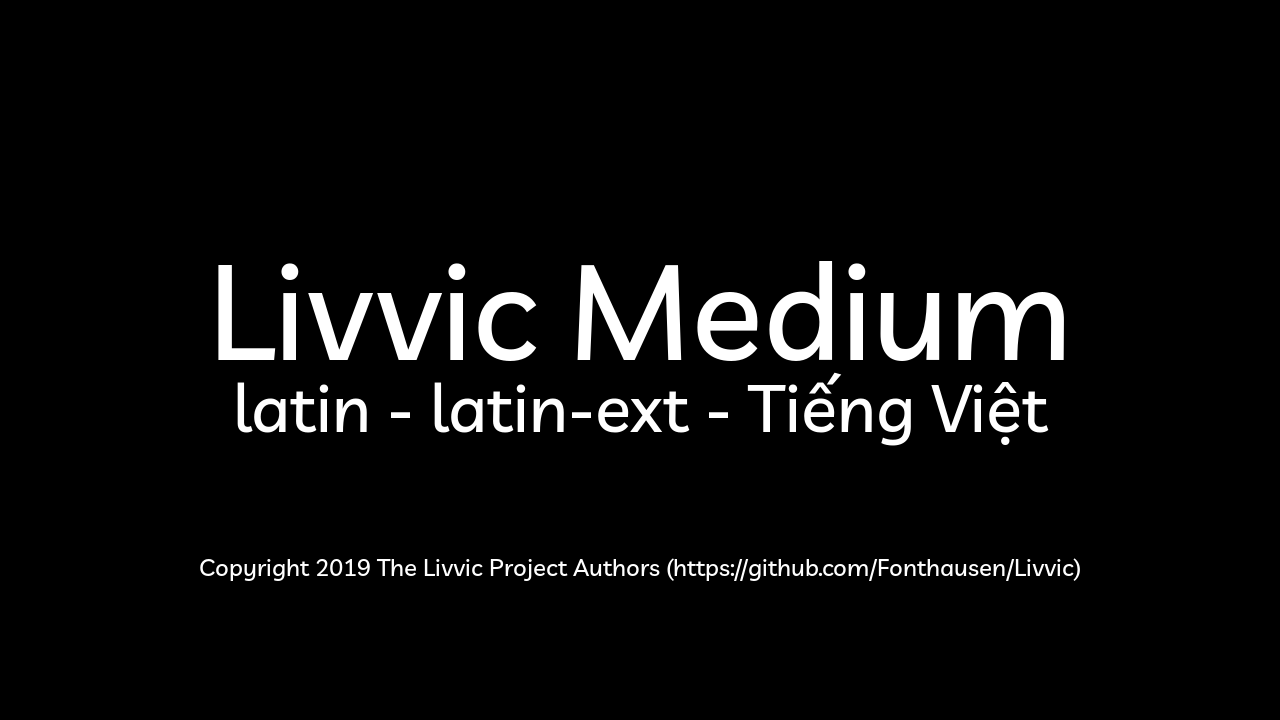 Livvic Medium
latin - latin-ext - Tiếng Việt
Copyright 2019 The Livvic Project Authors (https://github.com/Fonthausen/Livvic)